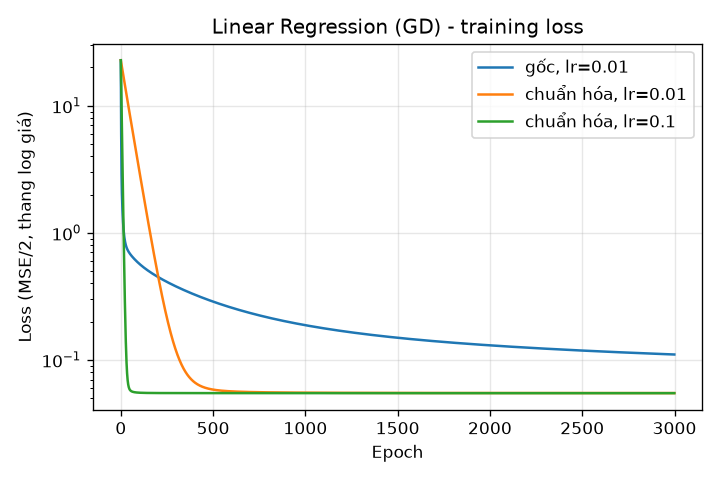 Linear Regression (GD) - training loss
gốc, lr=0.01
chuẩn hóa, lr=0.01
chuẩn hóa, lr=0.1
Loss (MSE/2, thang log giá)
10¹
10⁰
10⁻¹
0 500 1000 1500 2000 2500 3000
Epoch